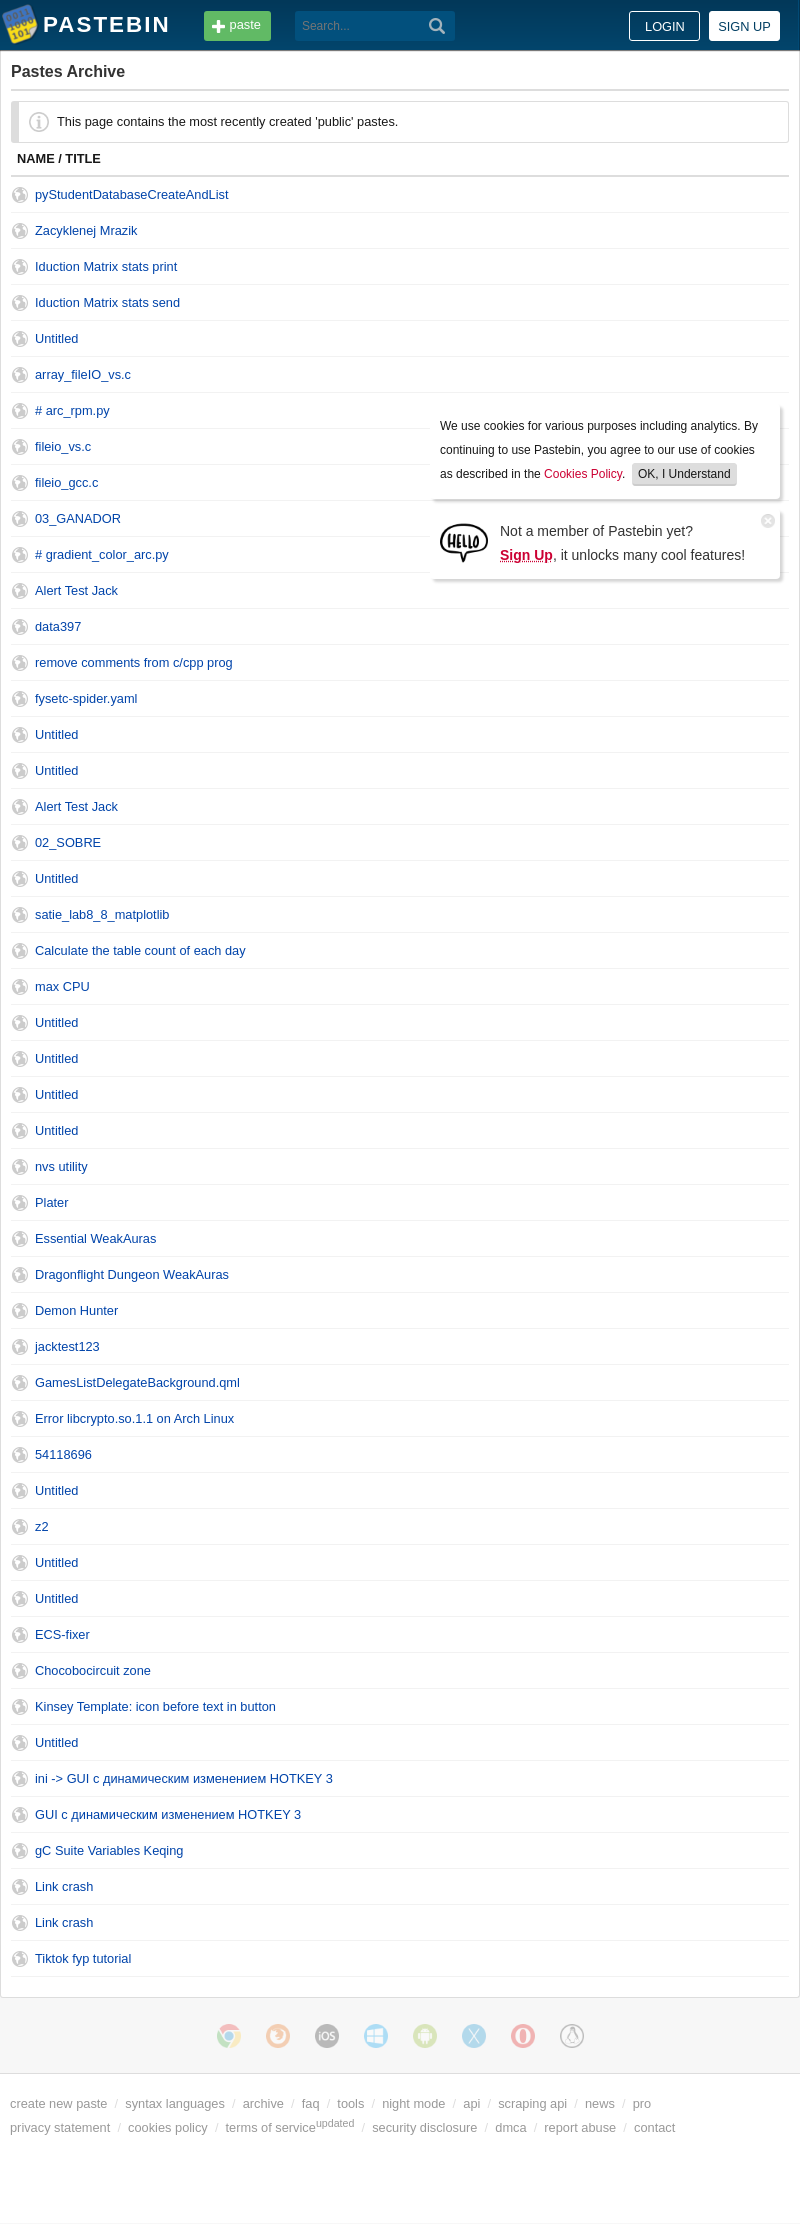 PASTEBIN
paste
Search...
LOGIN
SIGN UP
Pastes Archive
This page contains the most recently created 'public' pastes.
NAME / TITLE
pyStudentDatabaseCreateAndList
Zacyklenej Mrazik
Iduction Matrix stats print
Iduction Matrix stats send
Untitled
array_fileIO_vs.c
# arc_rpm.py
fileio_vs.c
fileio_gcc.c
03_GANADOR
# gradient_color_arc.py
We use cookies for various purposes including analytics. By
continuing to use Pastebin, you agree to our use of cookies
as described in the Cookies Policy. OK, I Understand
HELLO
Not a member of Pastebin yet?
Sign Up, it unlocks many cool features!
Alert Test Jack
data397
remove comments from c/cpp prog
fysetc-spider.yaml
Untitled
Untitled
Alert Test Jack
02_SOBRE
Untitled
satie_lab8_8_matplotlib
Calculate the table count of each day
max CPU
Untitled
Untitled
Untitled
Untitled
nvs utility
Plater
Essential WeakAuras
Dragonflight Dungeon WeakAuras
Demon Hunter
jacktest123
GamesListDelegateBackground.qml
Error libcrypto.so.1.1 on Arch Linux
54118696
Untitled
z2
Untitled
Untitled
ECS-fixer
Chocobocircuit zone
Kinsey Template: icon before text in button
Untitled
ini -> GUI с динамическим изменением HOTKEY 3
GUI с динамическим изменением HOTKEY 3
gC Suite Variables Keqing
Link crash
Link crash
Tiktok fyp tutorial
iOS
create new paste / syntax languages / archive / faq / tools / night mode / api / scraping api / news / pro
privacy statement / cookies policy / terms of service updated / security disclosure / dmca / report abuse / contact